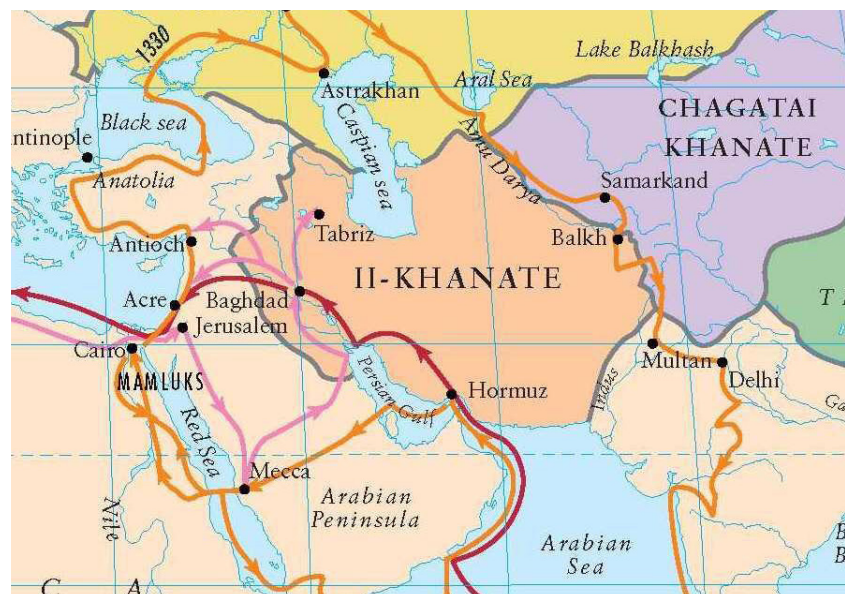 1330
Lake Balkhash
Aral Sea
Astrakhan
CHAGATAI
KHANATE
Black sea
ntinople
Caspian sea
Amu Darya
Anatolia
Samarkand
Tabriz
Balkh
Antioch
II-KHANATE
T
Acre
Baghdad
Jerusalem
Cairo
Multan
Delhi
MAMLUKS
Persian Gulf
Hormuz
Indus
Ga
Red Sea
Mecca
Arabian
Peninsula
Nile
Arabian
Sea
B
B
C A